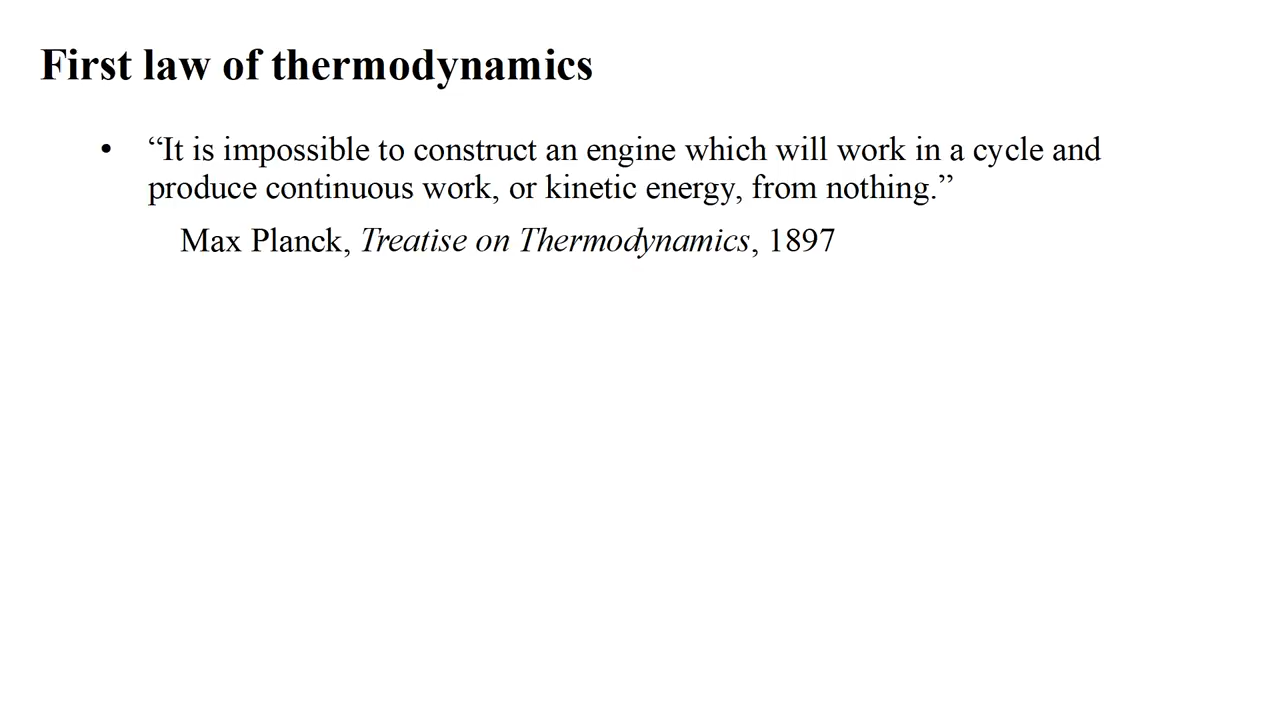 First law of thermodynamics
• “It is impossible to construct an engine which will work in a cycle and
produce continuous work, or kinetic energy, from nothing.”
Max Planck, Treatise on Thermodynamics, 1897